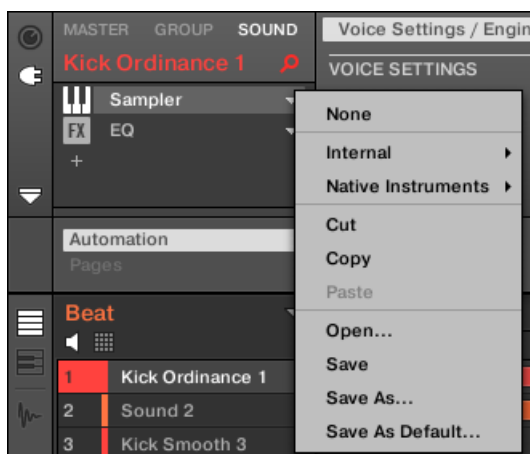 MASTER GROUP SOUND
Kick Ordinance 1
Sampler
FX EQ
+
Automation
Pages
Beat
1 Kick Ordinance 1
2 Sound 2
3 Kick Smooth 3
Voice Settings / Engin
VOICE SETTINGS
None
Internal
Native Instruments
Cut
Copy
Paste
Open...
Save
Save As...
Save As Default...